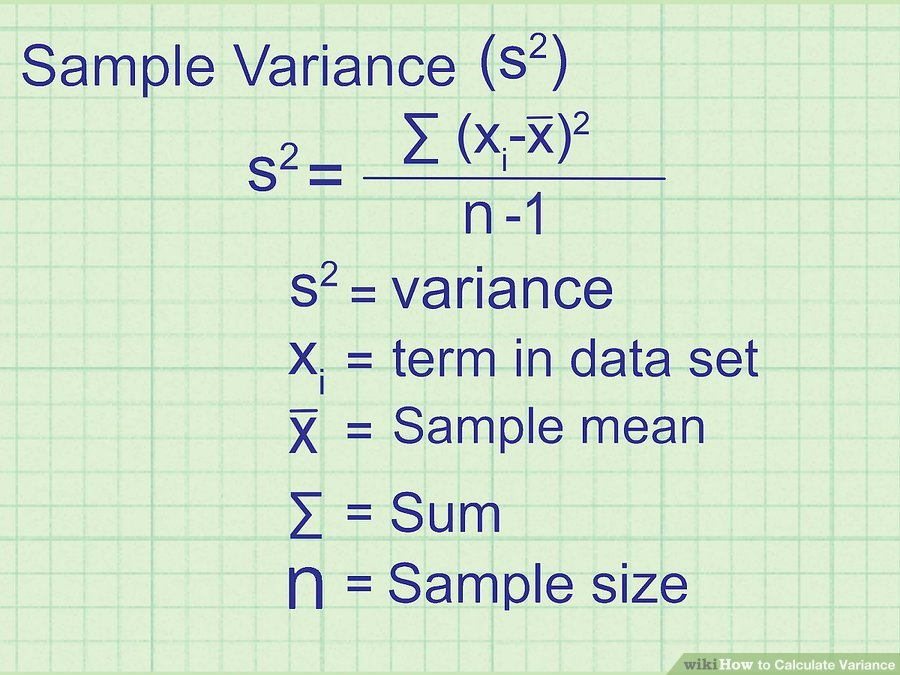 Sample Variance (s²)
s² = ∑ (xᵢ-x̅)²
n -1
s² = variance
xᵢ = term in data set
x̅ = Sample mean
∑ = Sum
n = Sample size
wikiHow to Calculate Variance